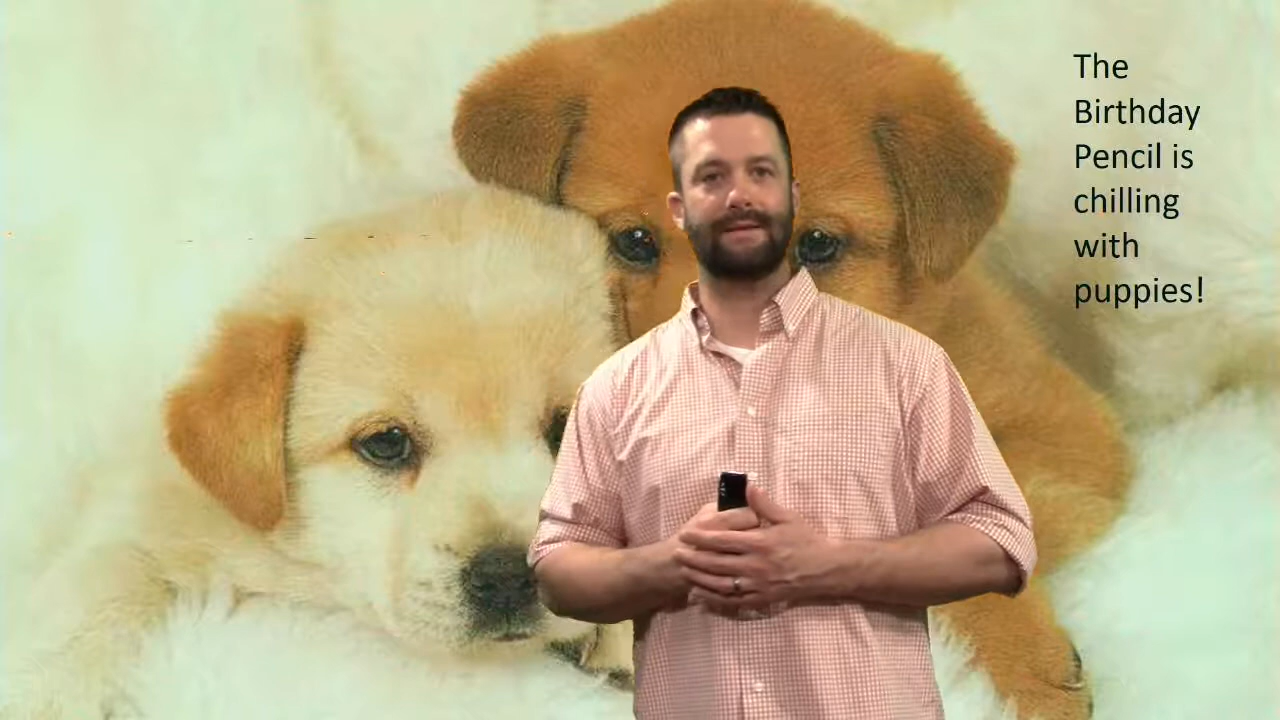 The
Birthday
Pencil is
chilling
with
puppies!